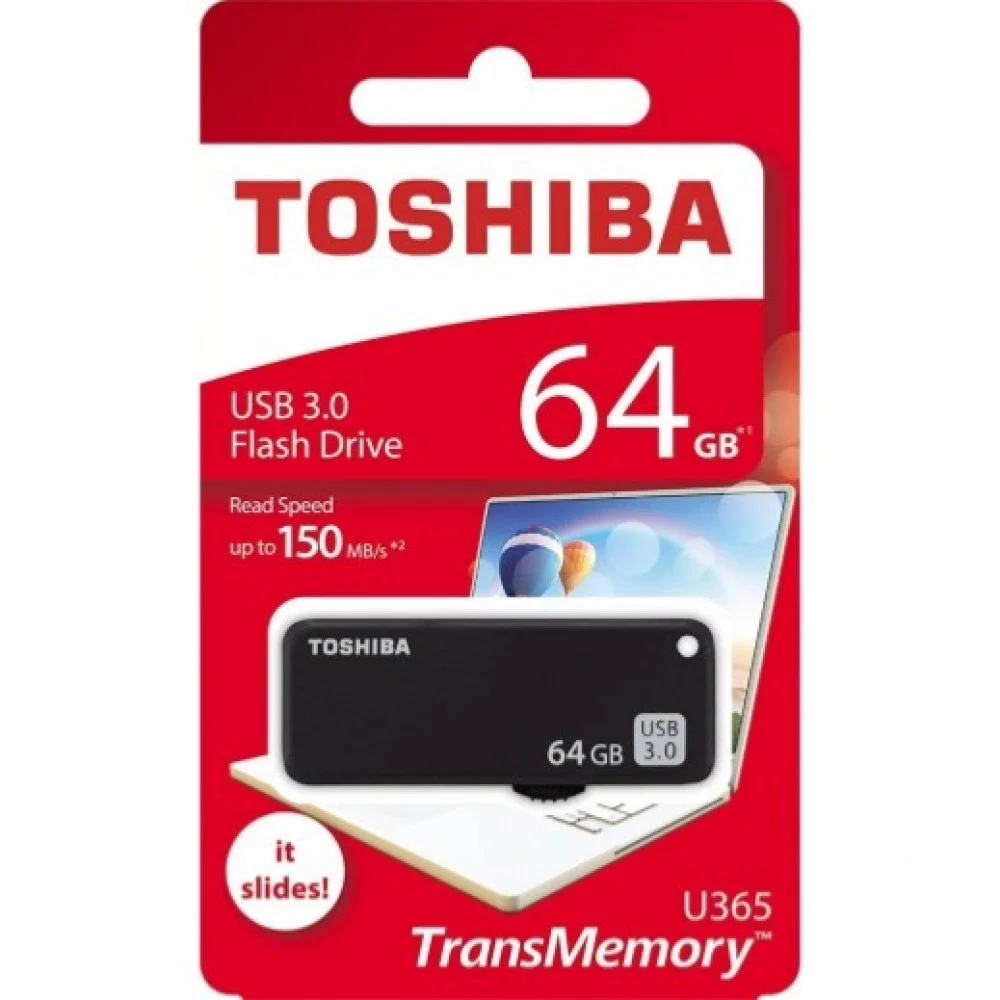 TOSHIBA
64 GB*1
USB 3.0
Flash Drive
Read Speed
up to 150 MB/s *2
TOSHIBA
64 GB
USB
3.0
it
slides!
U365
TransMemory™